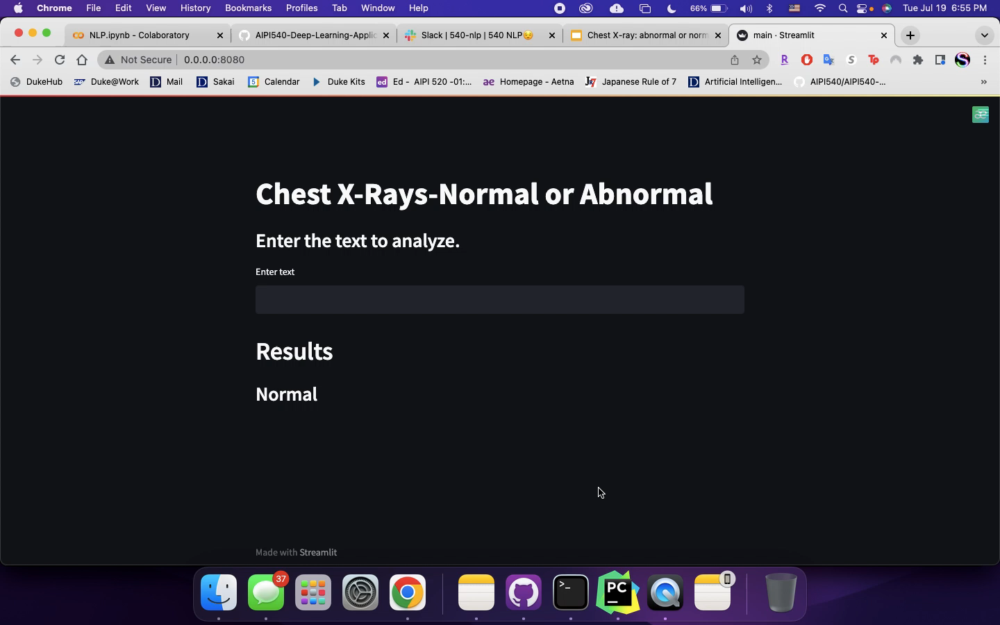 Chrome File Edit View History Bookmarks Profiles Tab Window Help 66% Tue Jul 19 6:55 PM
NLP.ipynb - Colaboratory AIPI540-Deep-Learning-Applic Slack | 540-nlp | 540 NLP😌 Chest X-ray: abnormal or norm main · Streamlit
Not Secure 0.0.0.0:8080
DukeHub Duke@Work Mail Sakai Calendar Duke Kits Ed - AIPI 520 -01:... Homepage - Aetna Japanese Rule of 7 Artificial Intelligen... AIPI540/AIPI540-... »
Chest X-Rays-Normal or Abnormal
Enter the text to analyze.
Enter text
Results
Normal
Made with Streamlit
37
PC